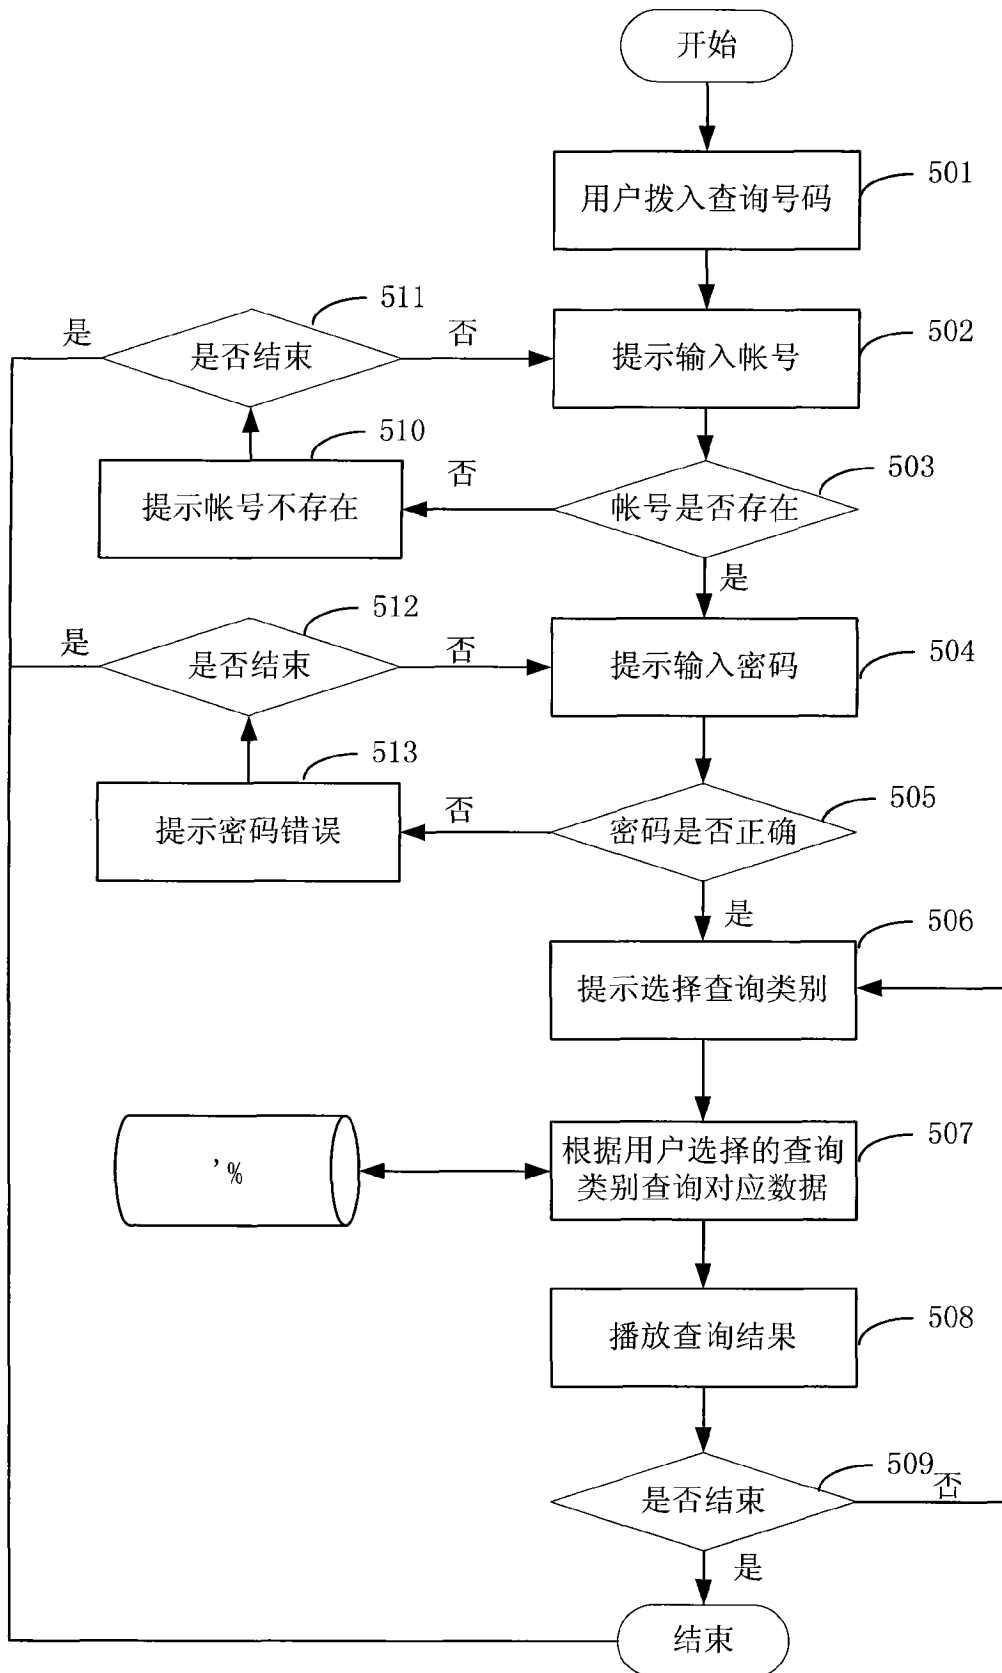 开始
501
用户拨入查询号码
511
是
是否结束
否
502
提示输入帐号
510
提示帐号不存在
否
503
帐号是否存在
是
512
是
是否结束
否
504
提示输入密码
513
提示密码错误
否
505
密码是否正确
是
506
提示选择查询类别
'%
507
根据用户选择的查询
类别查询对应数据
508
播放查询结果
509
否
是否结束
是
结束